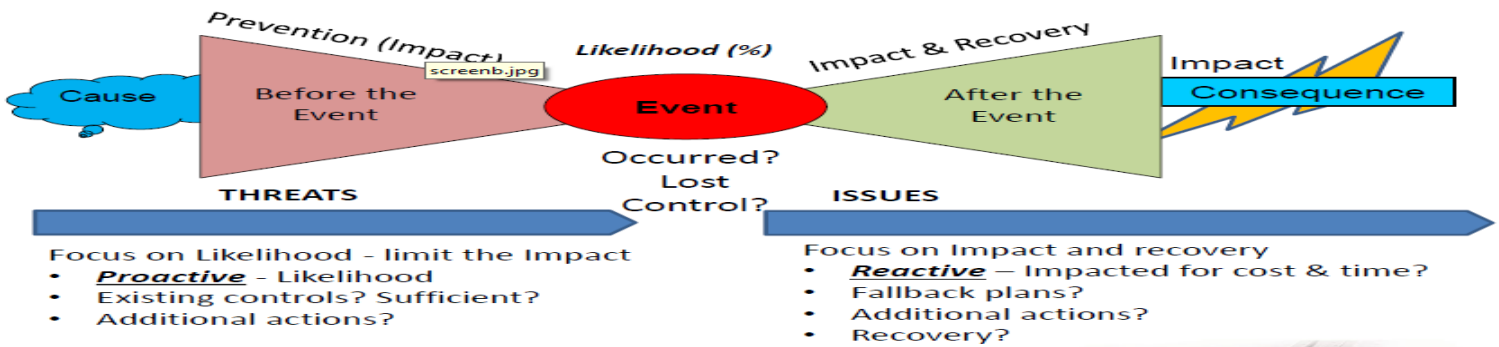 Prevention (Impact)
screenb.jpg
Likelihood (%)
Impact & Recovery
Impact
Cause
Before the
Event
Event
After the
Event
Consequence
Occurred?
Lost
Control?
THREATS
ISSUES
Focus on Likelihood - limit the Impact
• Proactive - Likelihood
• Existing controls? Sufficient?
• Additional actions?
Focus on Impact and recovery
• Reactive – Impacted for cost & time?
• Fallback plans?
• Additional actions?
• Recovery?